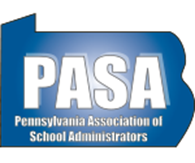 PASA
Pennsylvania Association of
School Administrators